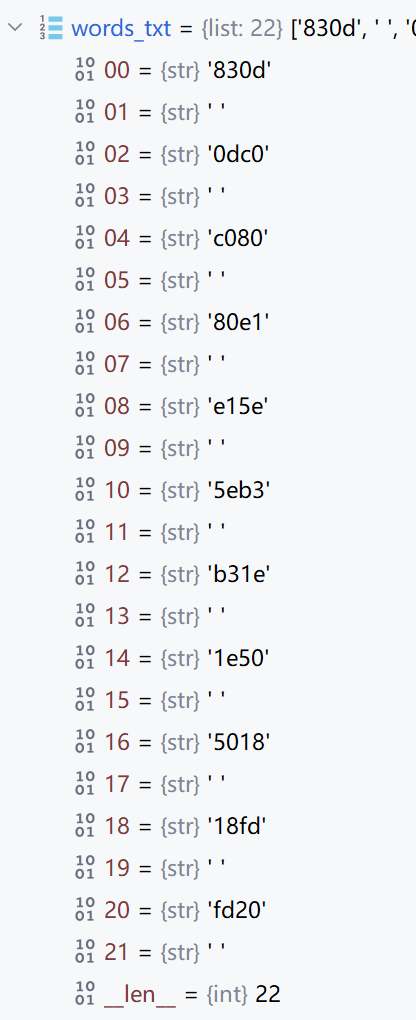 words_txt = {list: 22} ['830d', ' ', '0
00 = {str} '830d'
01 = {str} ' '
02 = {str} '0dc0'
03 = {str} ' '
04 = {str} 'c080'
05 = {str} ' '
06 = {str} '80e1'
07 = {str} ' '
08 = {str} 'e15e'
09 = {str} ' '
10 = {str} '5eb3'
11 = {str} ' '
12 = {str} 'b31e'
13 = {str} ' '
14 = {str} '1e50'
15 = {str} ' '
16 = {str} '5018'
17 = {str} ' '
18 = {str} '18fd'
19 = {str} ' '
20 = {str} 'fd20'
21 = {str} ' '
__len__ = {int} 22